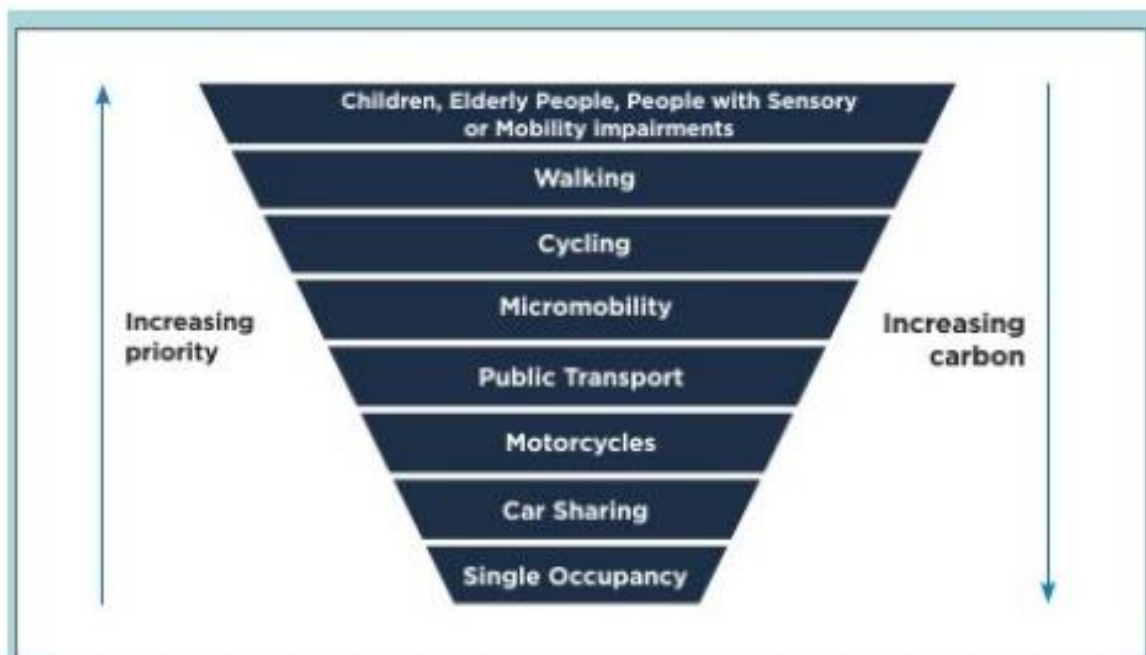 Children, Elderly People, People with Sensory
or Mobility impairments
Walking
Cycling
Micromobility
Public Transport
Motorcycles
Car Sharing
Single Occupancy
Increasing
priority
Increasing
carbon